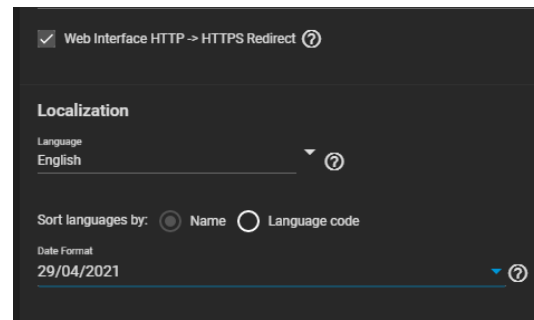 Web Interface HTTP -> HTTPS Redirect ?
Localization
Language
English ?
Sort languages by: Name Language code
Date Format
29/04/2021 ?